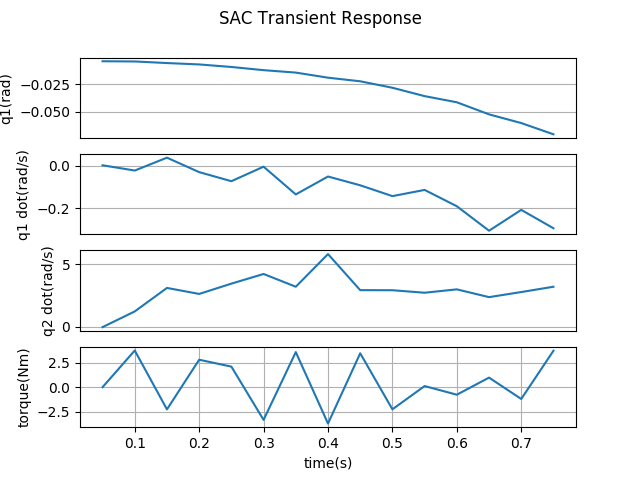 SAC Transient Response
q1(rad)
−0.025
−0.050
q1 dot(rad/s)
0.0
−0.2
q2 dot(rad/s)
5
0
torque(Nm)
2.5
0.0
−2.5
0.1 0.2 0.3 0.4 0.5 0.6 0.7
time(s)